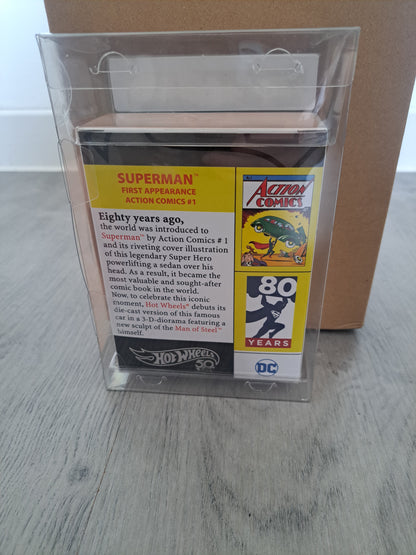 SUPERMAN™
FIRST APPEARANCE
ACTION COMICS #1
Eighty years ago,
the world was introduced to
Superman™ by Action Comics # 1
and its riveting cover illustration
of this legendary Super Hero
powerlifting a sedan over his
head. As a result, it became the
most valuable and sought-after
comic book in the world.
Now, to celebrate this iconic
moment, Hot Wheels® debuts its
die-cast version of this famous
car in a 3-D-diorama featuring a
new sculpt of the Man of Steel™
himself.
HOT WHEELS
50
ACTION
COMICS
80
YEARS
DC